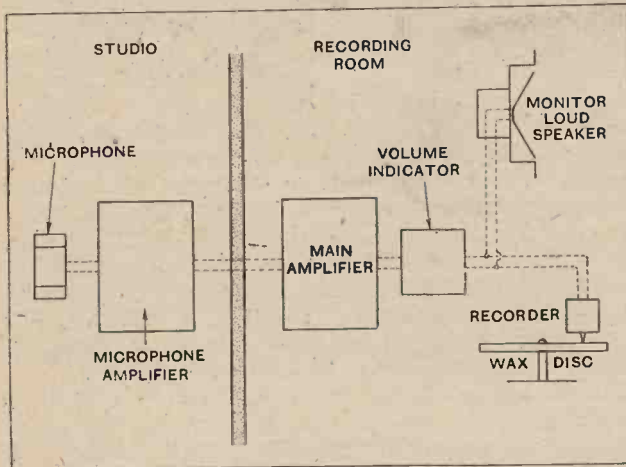 STUDIO
RECORDING
ROOM
MONITOR
LOUD
SPEAKER
MICROPHONE
VOLUME
INDICATOR
MAIN
AMPLIFIER
RECORDER
MICROPHONE
AMPLIFIER
WAX DISC